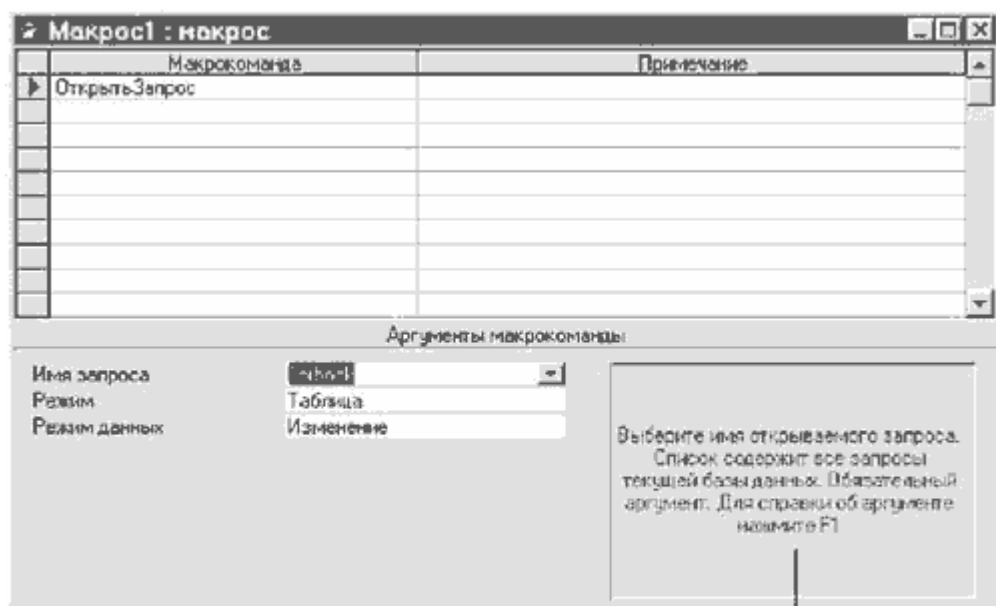 Макрос1 : макрос
Макрокоманда
Примечание
ОткрытьЗапрос
Аргументы макрокоманды
Имя запроса
Режим Таблица
Режим данных Изменение
Выберите имя открываемого запроса.
Список содержит все запросы
текущей базы данных. Обязательный
аргумент. Для справки об аргументе
нажмите F1